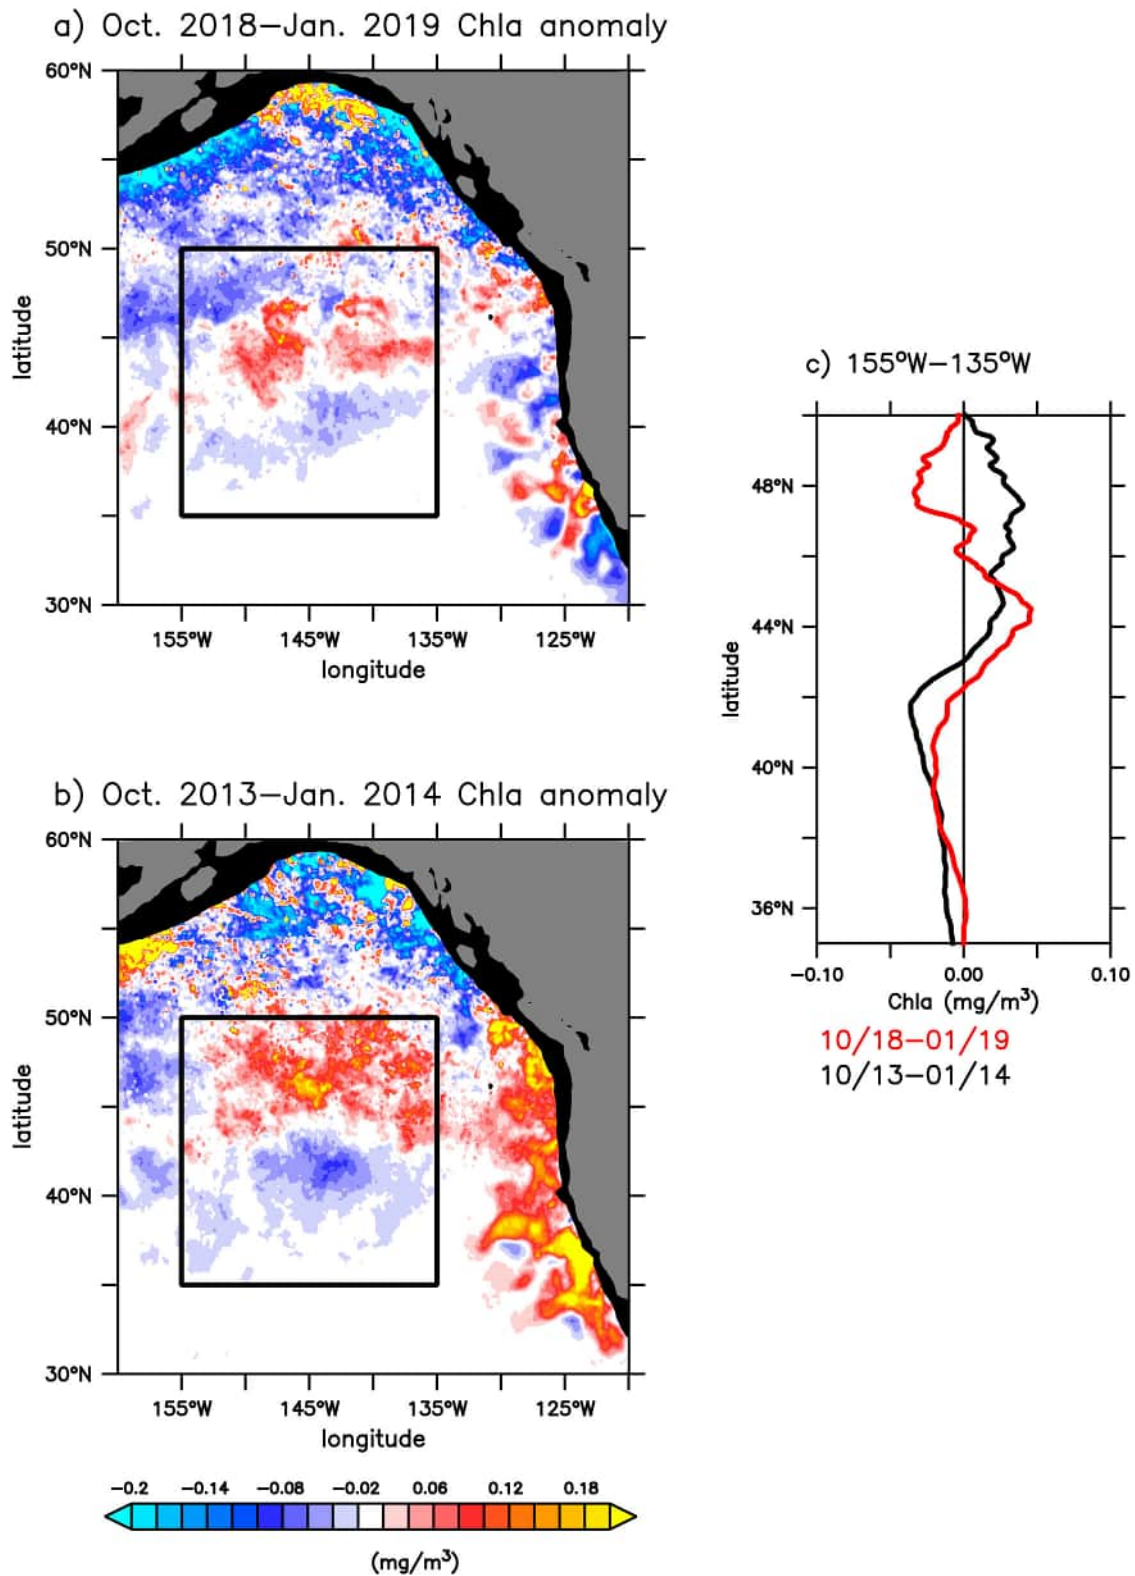 a) Oct. 2018–Jan. 2019 Chla anomaly
60°N
50°N
40°N
30°N
latitude
155°W 145°W 135°W 125°W
longitude
b) Oct. 2013–Jan. 2014 Chla anomaly
60°N
50°N
40°N
30°N
latitude
155°W 145°W 135°W 125°W
longitude
−0.2 −0.14 −0.08 −0.02 0.06 0.12 0.18
(mg/m³)
c) 155°W–135°W
48°N
44°N
40°N
36°N
latitude
−0.10 0.00 0.10
Chla (mg/m³)
10/18–01/19
10/13–01/14